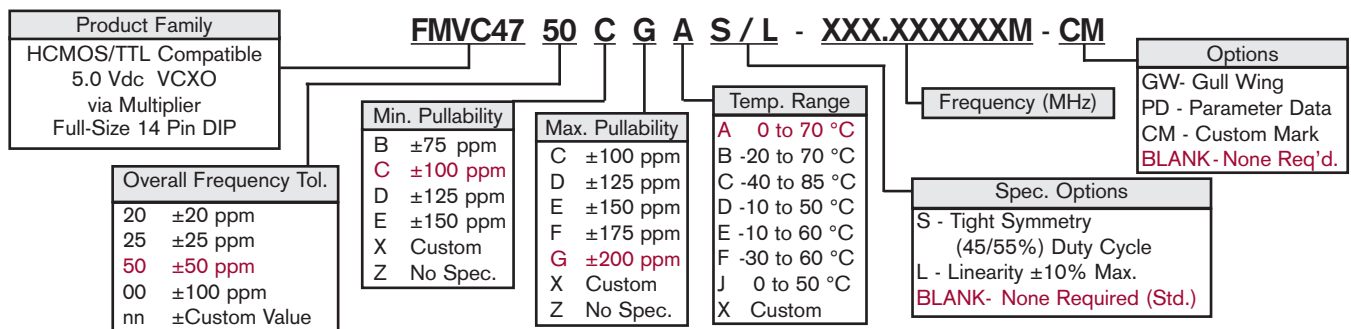 FMVC47 50 C G A S / L - XXX.XXXXXXM - CM
Product Family
HCMOS/TTL Compatible
5.0 Vdc VCXO
via Multiplier
Full-Size 14 Pin DIP
Overall Frequency Tol.
20 ±20 ppm
25 ±25 ppm
50 ±50 ppm
00 ±100 ppm
nn ±Custom Value
Min. Pullability
B ±75 ppm
C ±100 ppm
D ±125 ppm
E ±150 ppm
X Custom
Z No Spec.
Max. Pullability
C ±100 ppm
D ±125 ppm
E ±150 ppm
F ±175 ppm
G ±200 ppm
X Custom
Z No Spec.
Temp. Range
A 0 to 70 °C
B -20 to 70 °C
C -40 to 85 °C
D -10 to 50 °C
E -10 to 60 °C
F -30 to 60 °C
J 0 to 50 °C
X Custom
Frequency (MHz)
Spec. Options
S - Tight Symmetry
(45/55%) Duty Cycle
L - Linearity ±10% Max.
BLANK- None Required (Std.)
Options
GW- Gull Wing
PD - Parameter Data
CM - Custom Mark
BLANK - None Req'd.